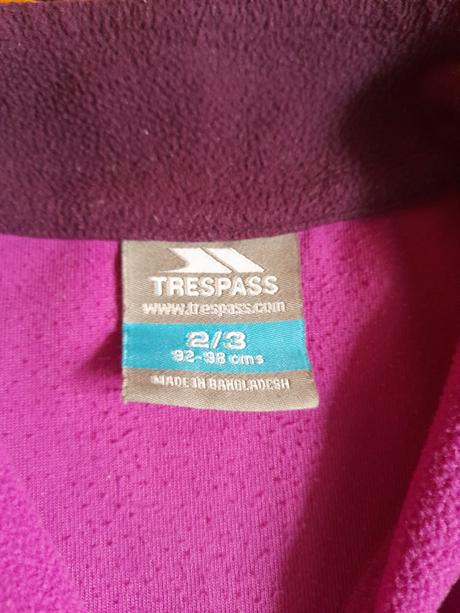 TRESPASS
www.trespass.com
2/3
92-98 cms
MADE IN BANGLADESH